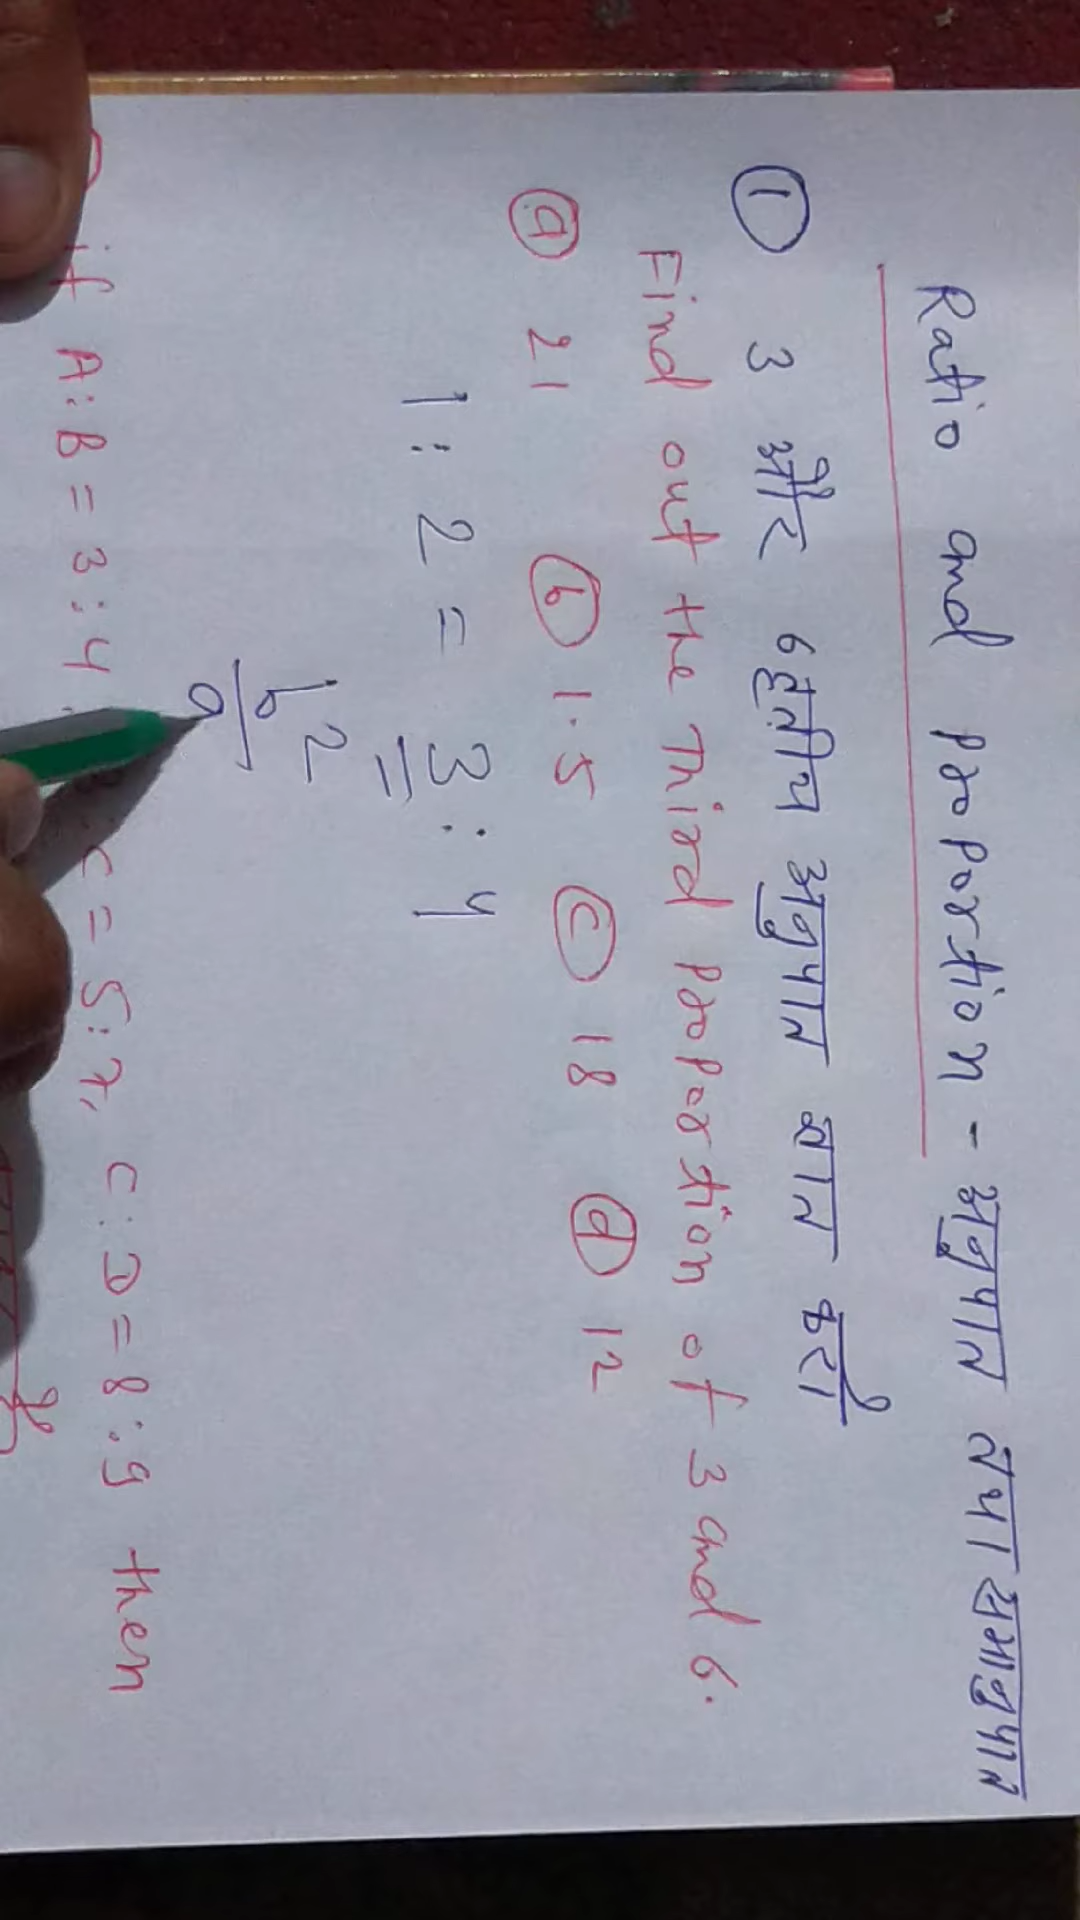 Ratio and proportion - अनुपात तथा समानुपात
① 3 और 6 तृतीय अनुपात ज्ञात करो
Find out the Third proportion of 3 and 6.
ⓐ 21 ⓑ 1.5 ⓒ 18 ⓓ 12
1 : 2 = 3 : 4
b²
a
if A:B = 3:4 c = 5:7, C:D = 8:9 then